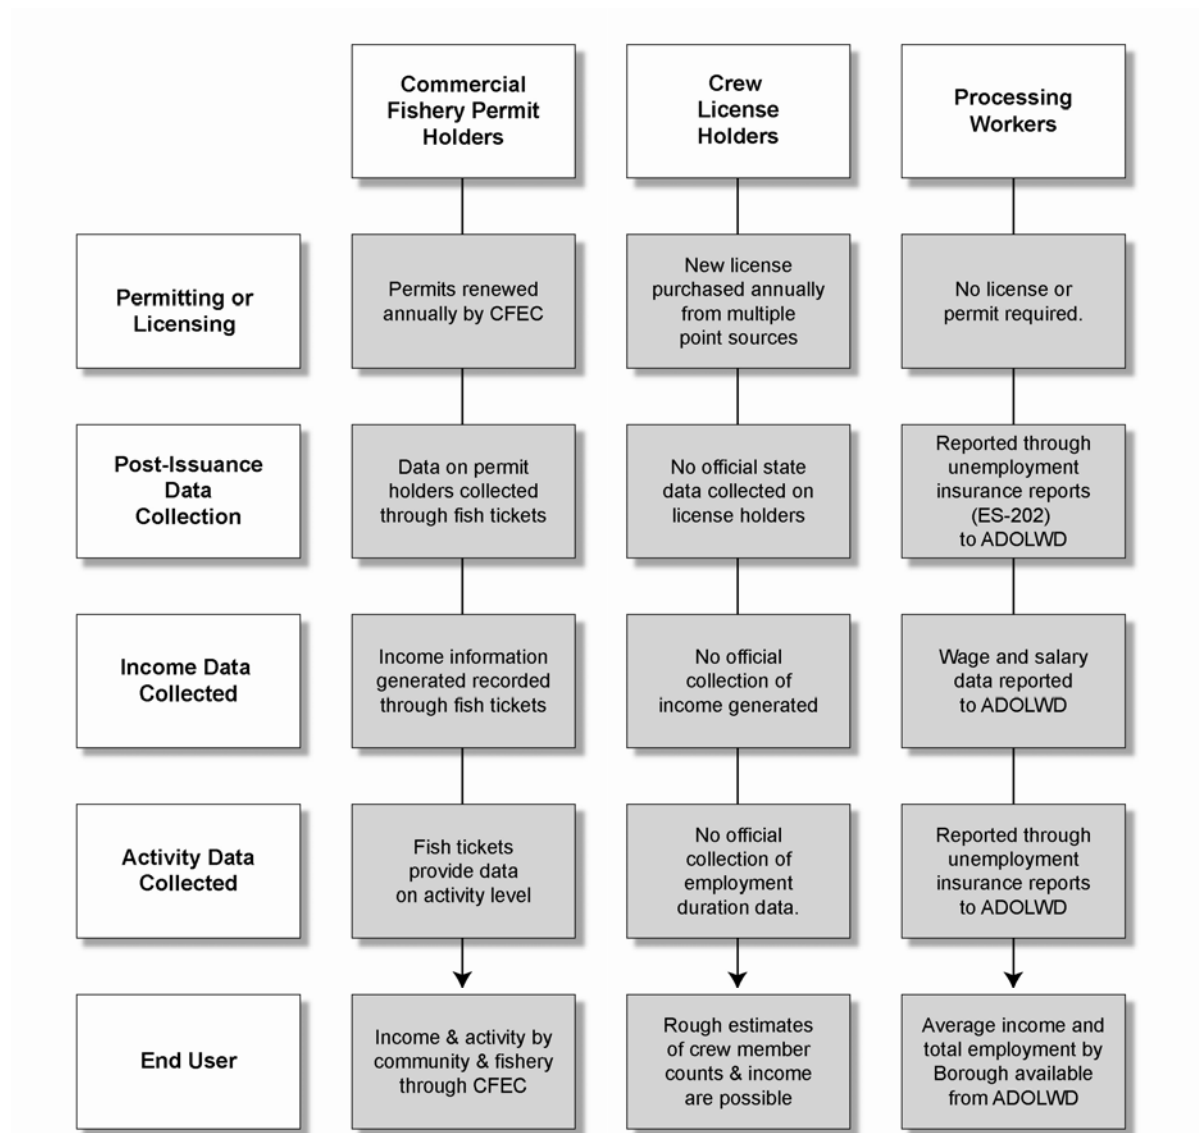 Commercial
Fishery Permit
Holders
Crew
License
Holders
Processing
Workers
Permitting or
Licensing
Permits renewed
annually by CFEC
New license
purchased annually
from multiple
point sources
No license or
permit required.
Post-Issuance
Data
Collection
Data on permit
holders collected
through fish tickets
No official state
data collected on
license holders
Reported through
unemployment
insurance reports
(ES-202)
to ADOLWD
Income Data
Collected
Income information
generated recorded
through fish tickets
No official
collection of
income generated
Wage and salary
data reported
to ADOLWD
Activity Data
Collected
Fish tickets
provide data
on activity level
No official
collection of
employment
duration data.
Reported through
unemployment
insurance reports
to ADOLWD
End User
Income & activity by
community & fishery
through CFEC
Rough estimates
of crew member
counts & income
are possible
Average income and
total employment by
Borough available
from ADOLWD